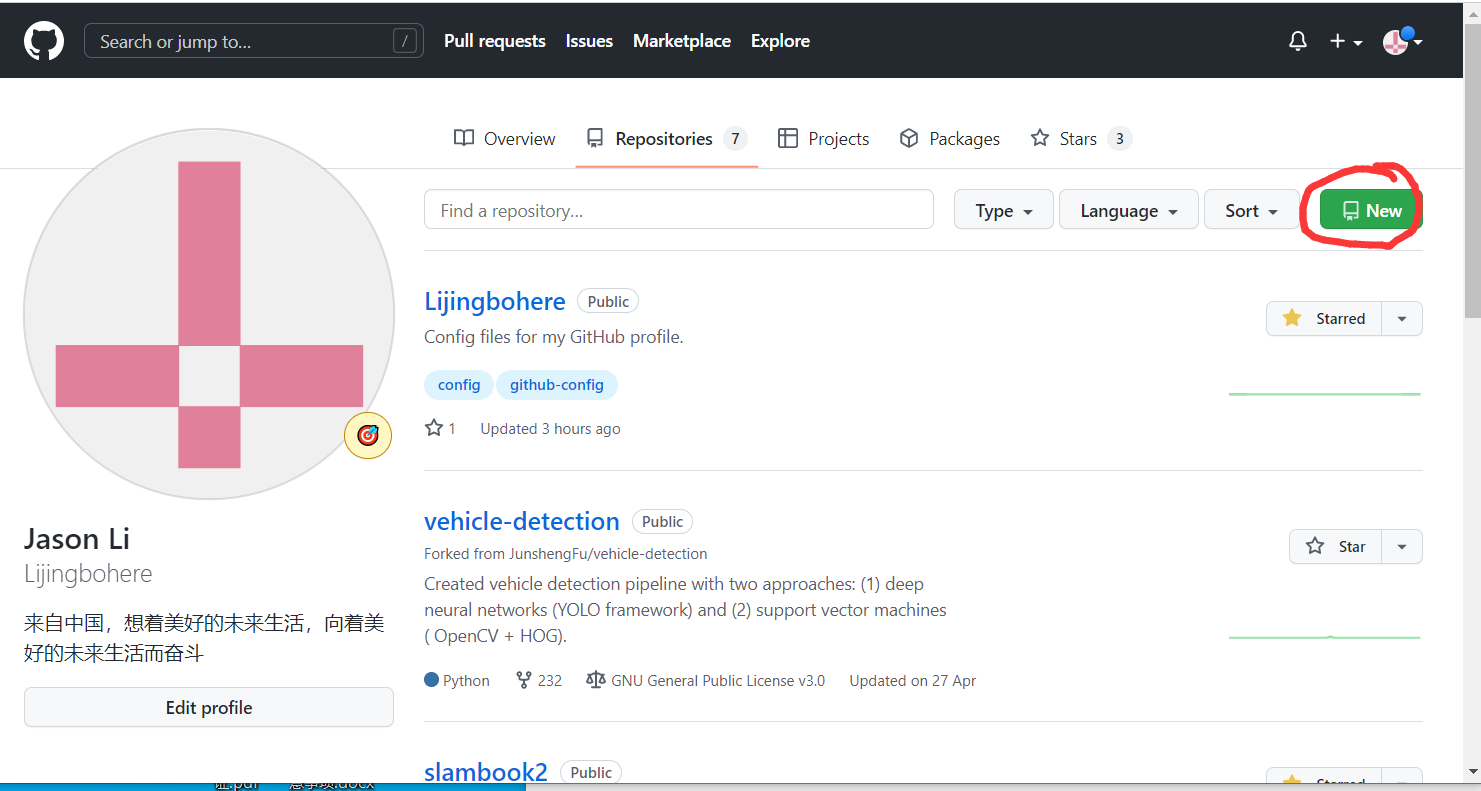 Search or jump to... /
Pull requests Issues Marketplace Explore
Overview Repositories 7 Projects Packages Stars 3
Find a repository... Type Language Sort New
Lijingbohere Public
Config files for my GitHub profile.
Starred
config github-config
1 Updated 3 hours ago
vehicle-detection Public
Forked from JunshengFu/vehicle-detection
Star
Created vehicle detection pipeline with two approaches: (1) deep
neural networks (YOLO framework) and (2) support vector machines
( OpenCV + HOG).
Python 232 GNU General Public License v3.0 Updated on 27 Apr
slambook2 Public
Starred
Jason Li
Lijingbohere
来自中国，想着美好的未来生活，向着美
好的未来生活而奋斗
Edit profile